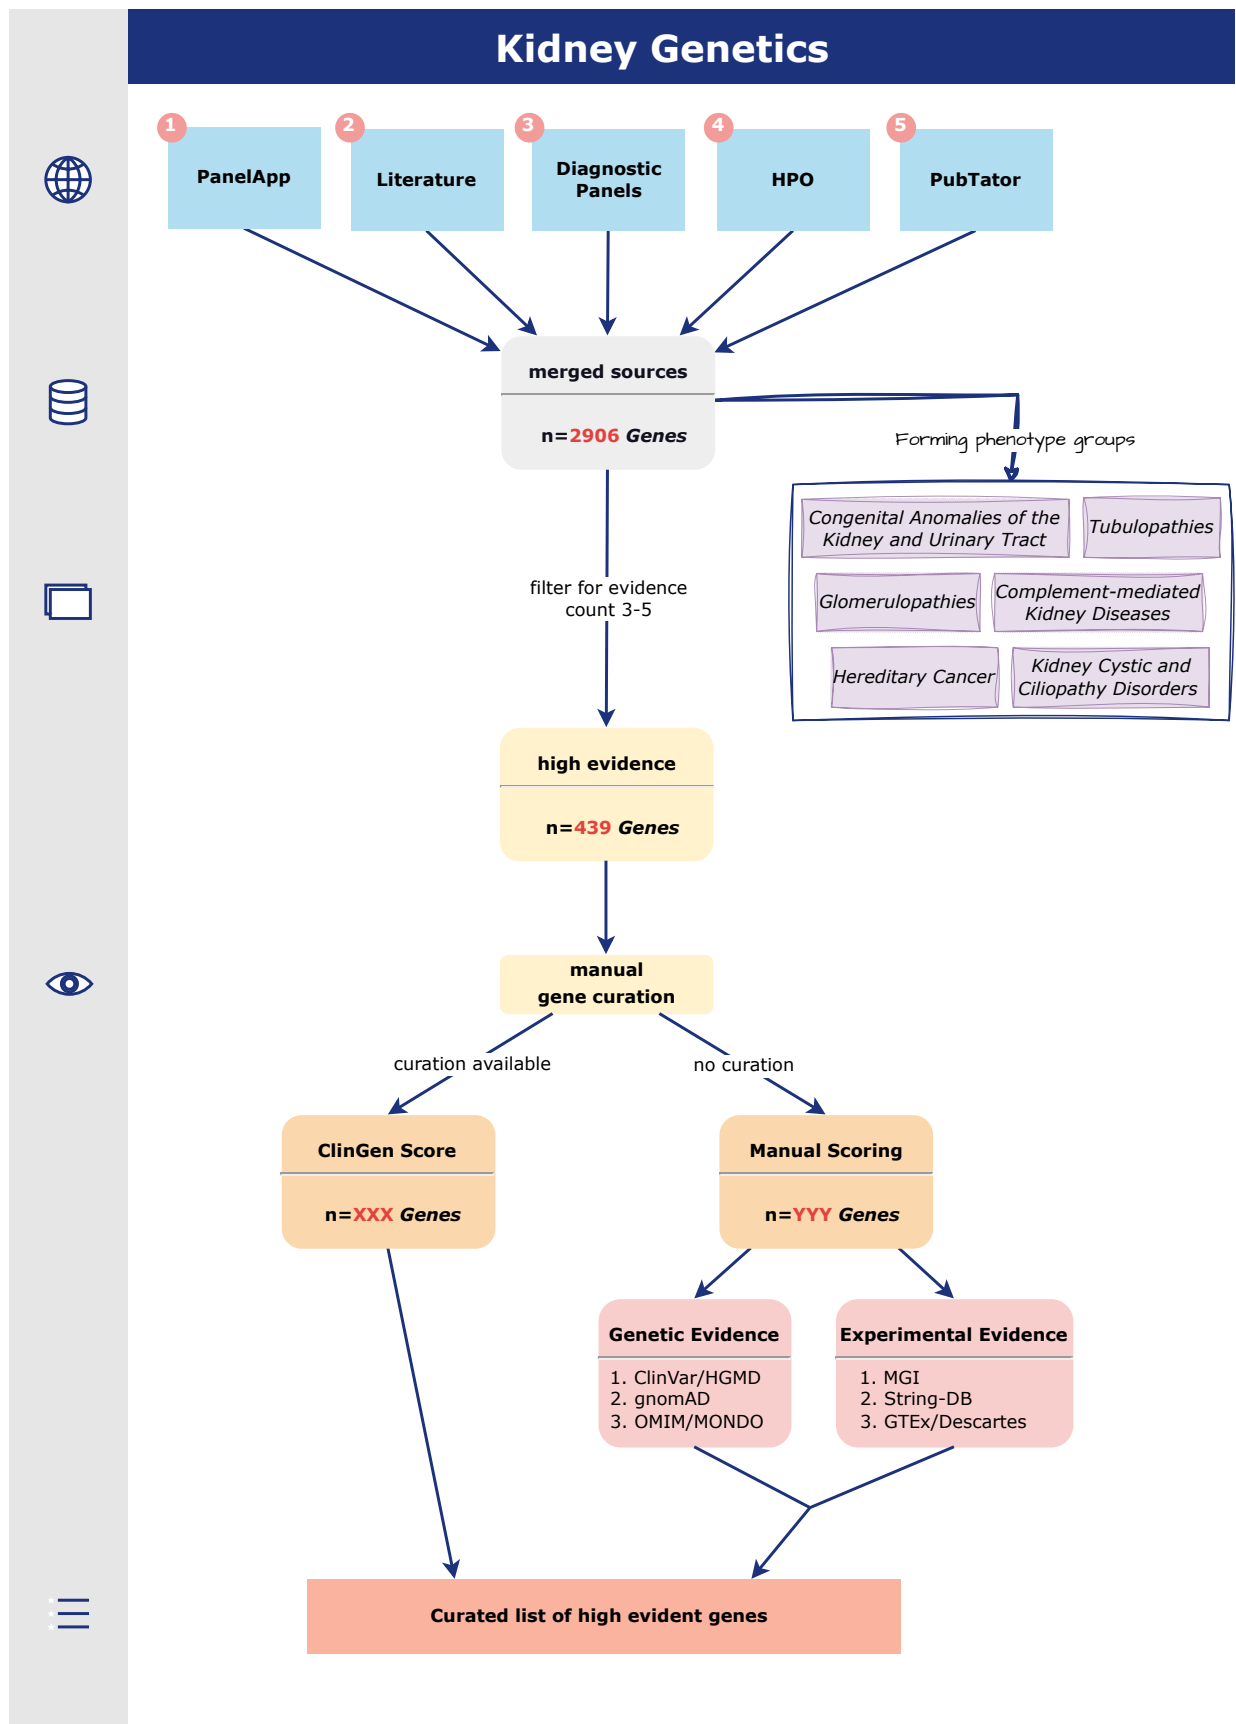 Kidney Genetics
1
2
3
4
5
PanelApp
Literature
Diagnostic
Panels
HPO
PubTator
merged sources
n=2906 Genes
Forming phenotype groups
Congenital Anomalies of the
Kidney and Urinary Tract
Tubulopathies
Glomerulopathies
Complement-mediated
Kidney Diseases
Hereditary Cancer
Kidney Cystic and
Ciliopathy Disorders
filter for evidence
count 3-5
high evidence
n=439 Genes
manual
gene curation
curation available
no curation
ClinGen Score
n=XXX Genes
Manual Scoring
n=YYY Genes
Genetic Evidence
1. ClinVar/HGMD
2. gnomAD
3. OMIM/MONDO
Experimental Evidence
1. MGI
2. String-DB
3. GTEx/Descartes
Curated list of high evident genes